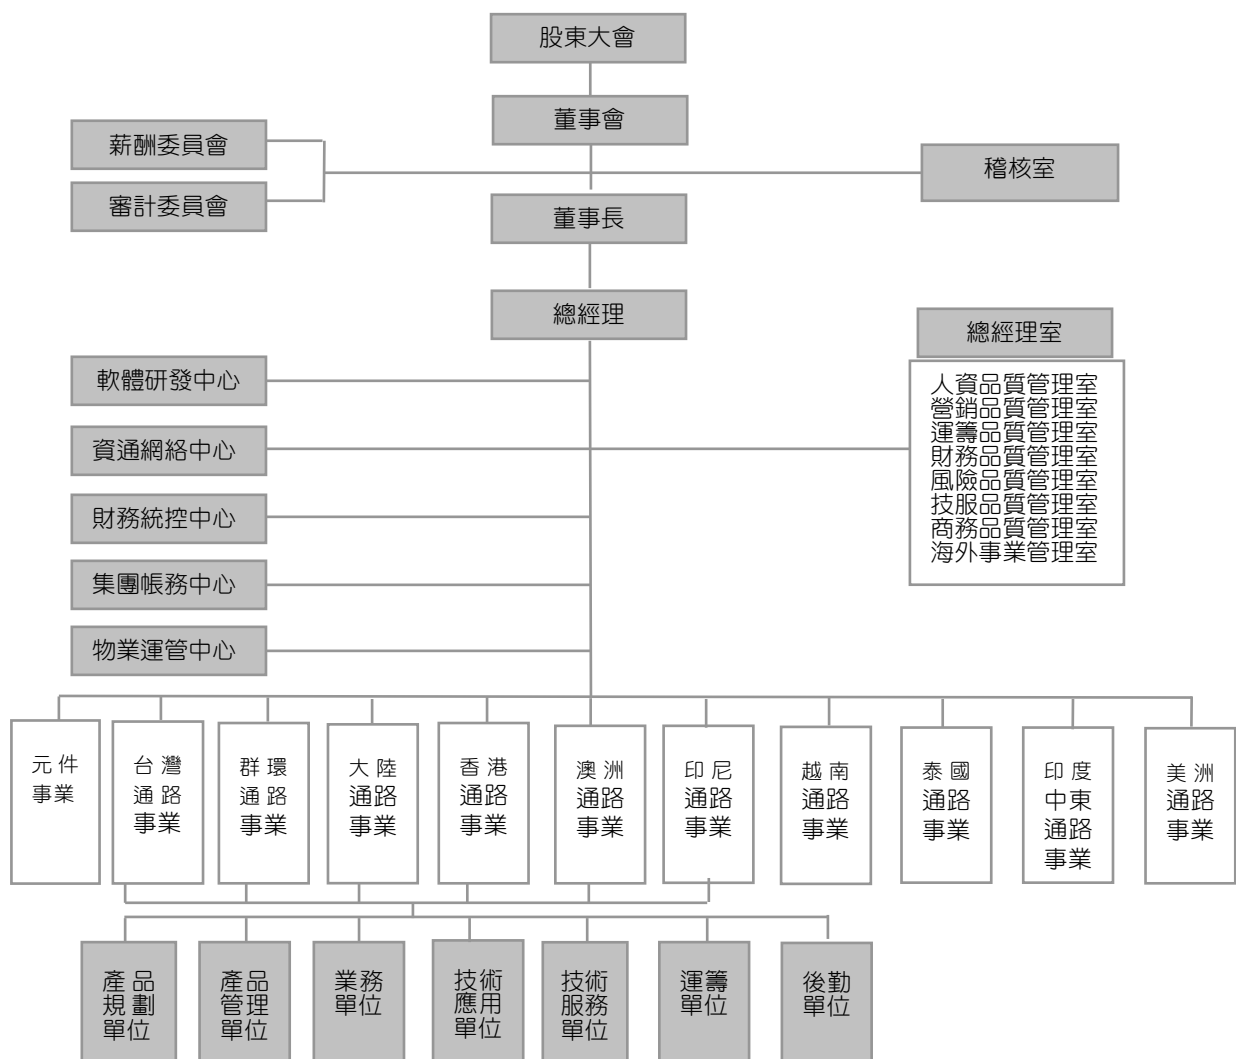 股東大會
董事會
薪酬委員會
審計委員會
稽核室
董事長
總經理
總經理室
人資品質管理室
營銷品質管理室
運籌品質管理室
財務品質管理室
風險品質管理室
技服品質管理室
商務品質管理室
海外事業管理室
軟體研發中心
資通網絡中心
財務統控中心
集團帳務中心
物業運管中心
元件
事業
台灣
通路
事業
群環
通路
事業
大陸
通路
事業
香港
通路
事業
澳洲
通路
事業
印尼
通路
事業
越南
通路
事業
泰國
通路
事業
印度
中東
通路
事業
美洲
通路
事業
產品
規劃
單位
產品
管理
單位
業務
單位
技術
應用
單位
技術
服務
單位
運籌
單位
後勤
單位